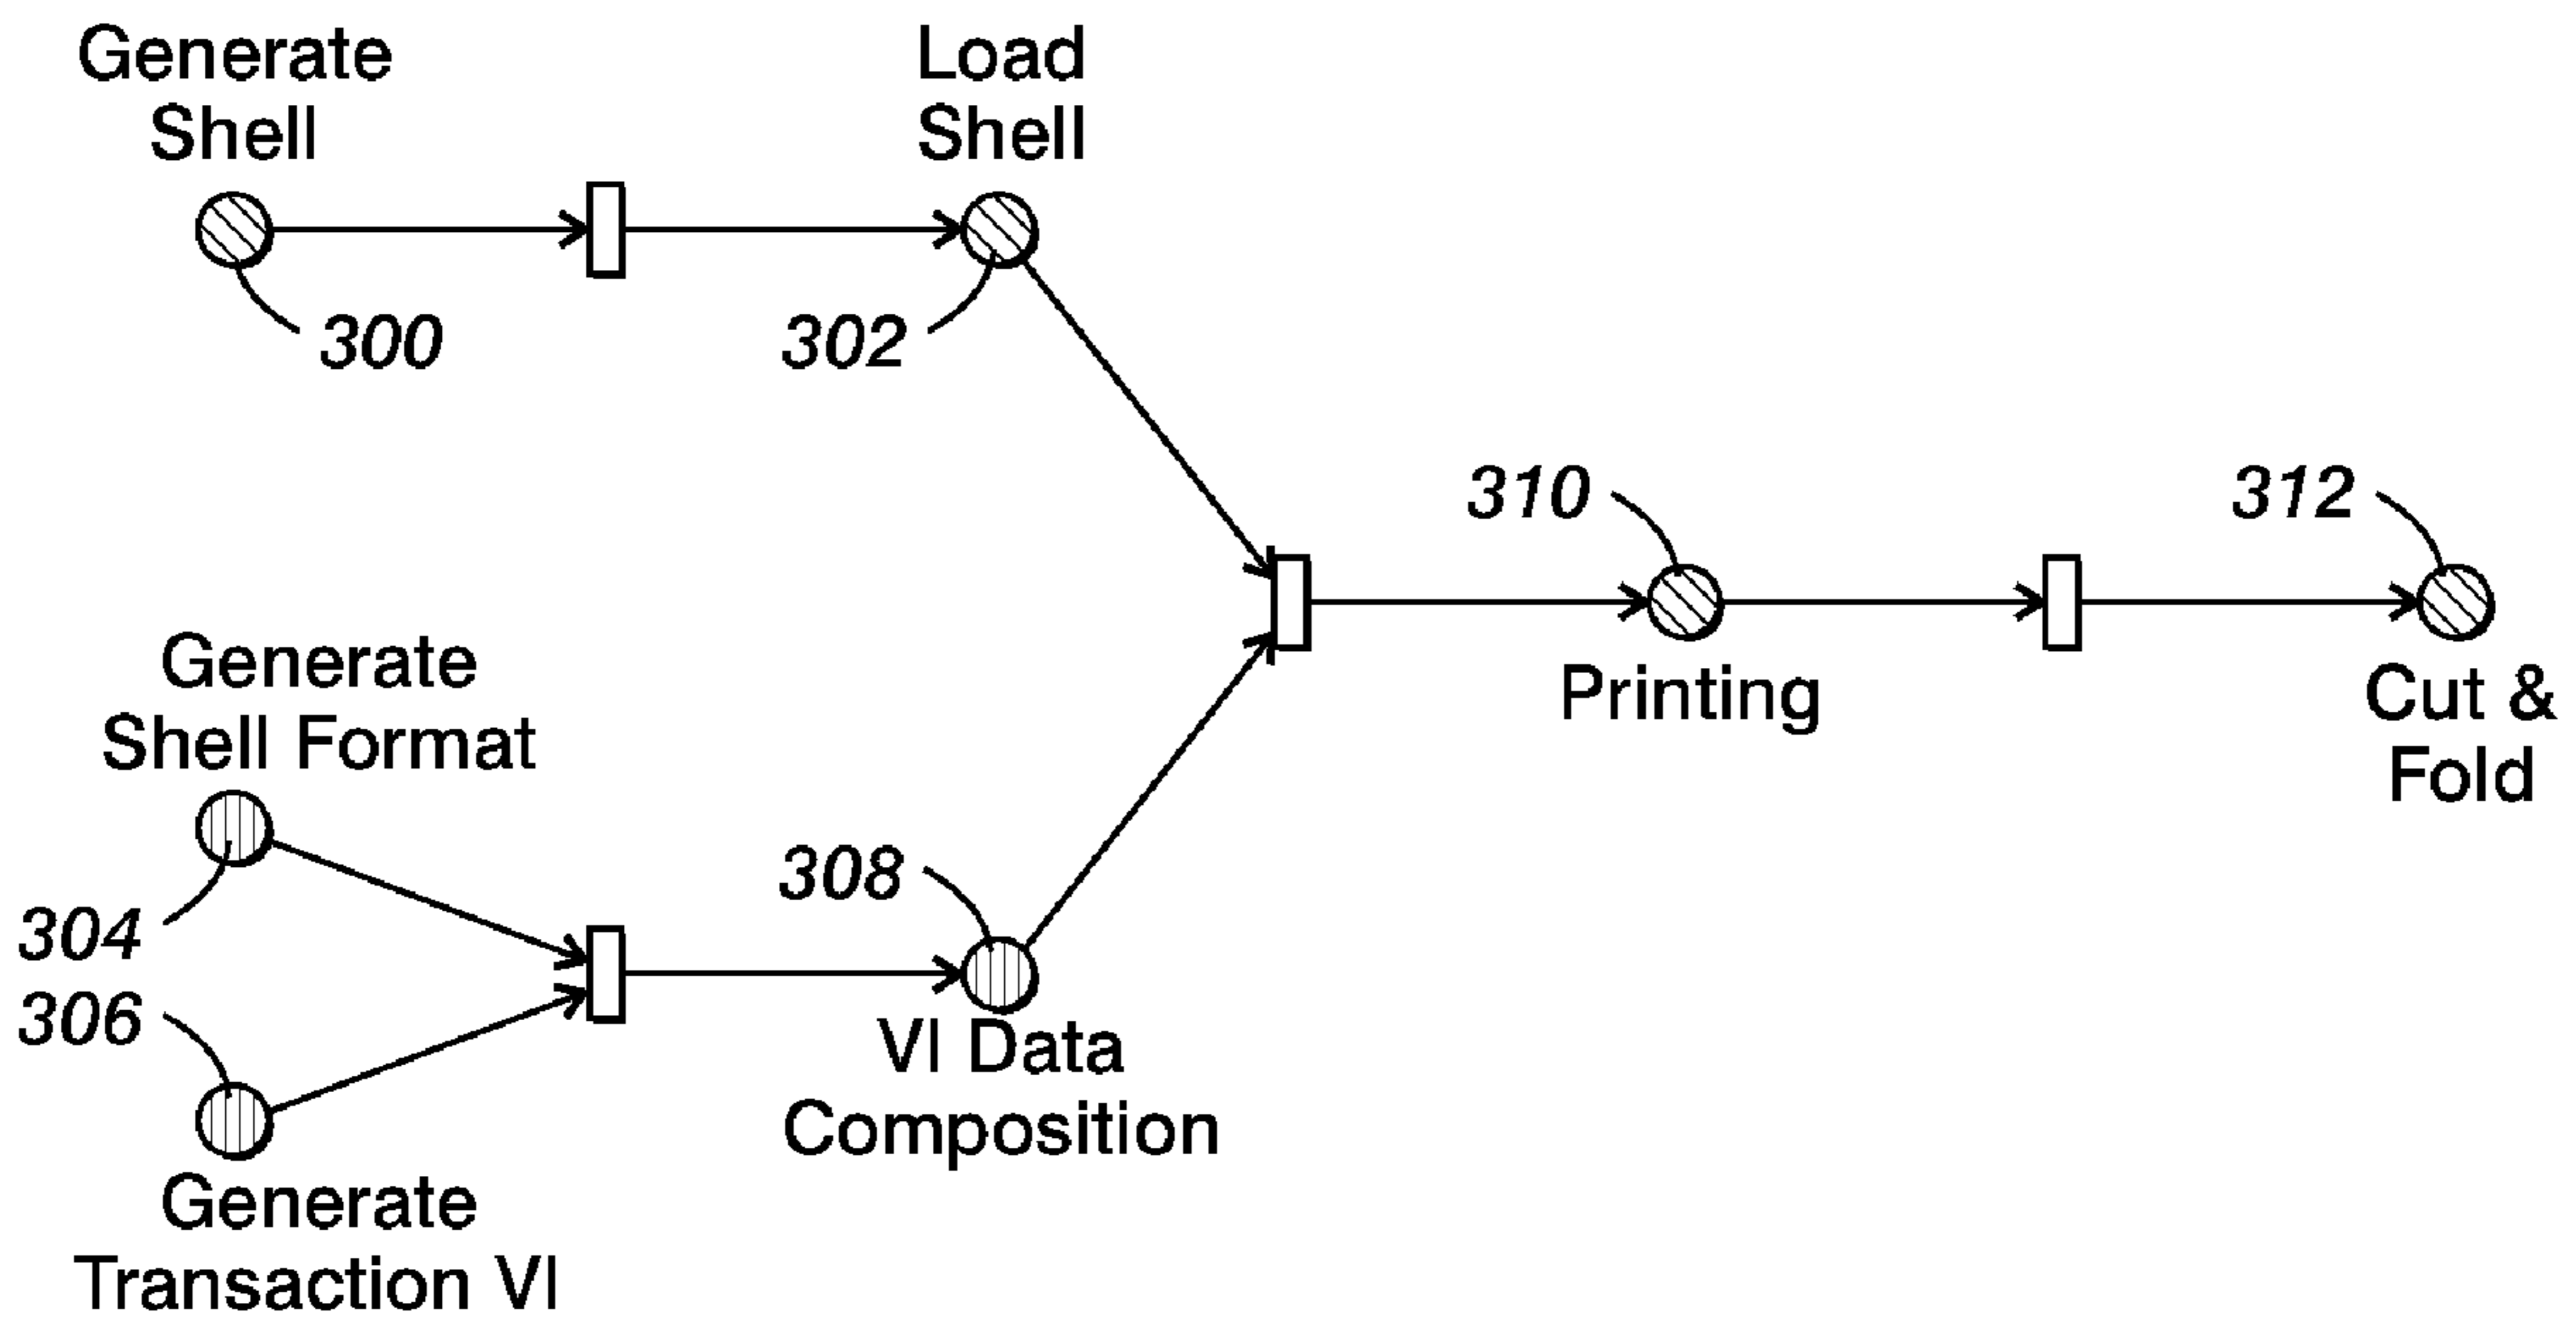 Generate
Shell
Load
Shell
300
302
310
312
Printing
Cut &
Fold
Generate
Shell Format
304
306
308
VI Data
Composition
Generate
Transaction VI